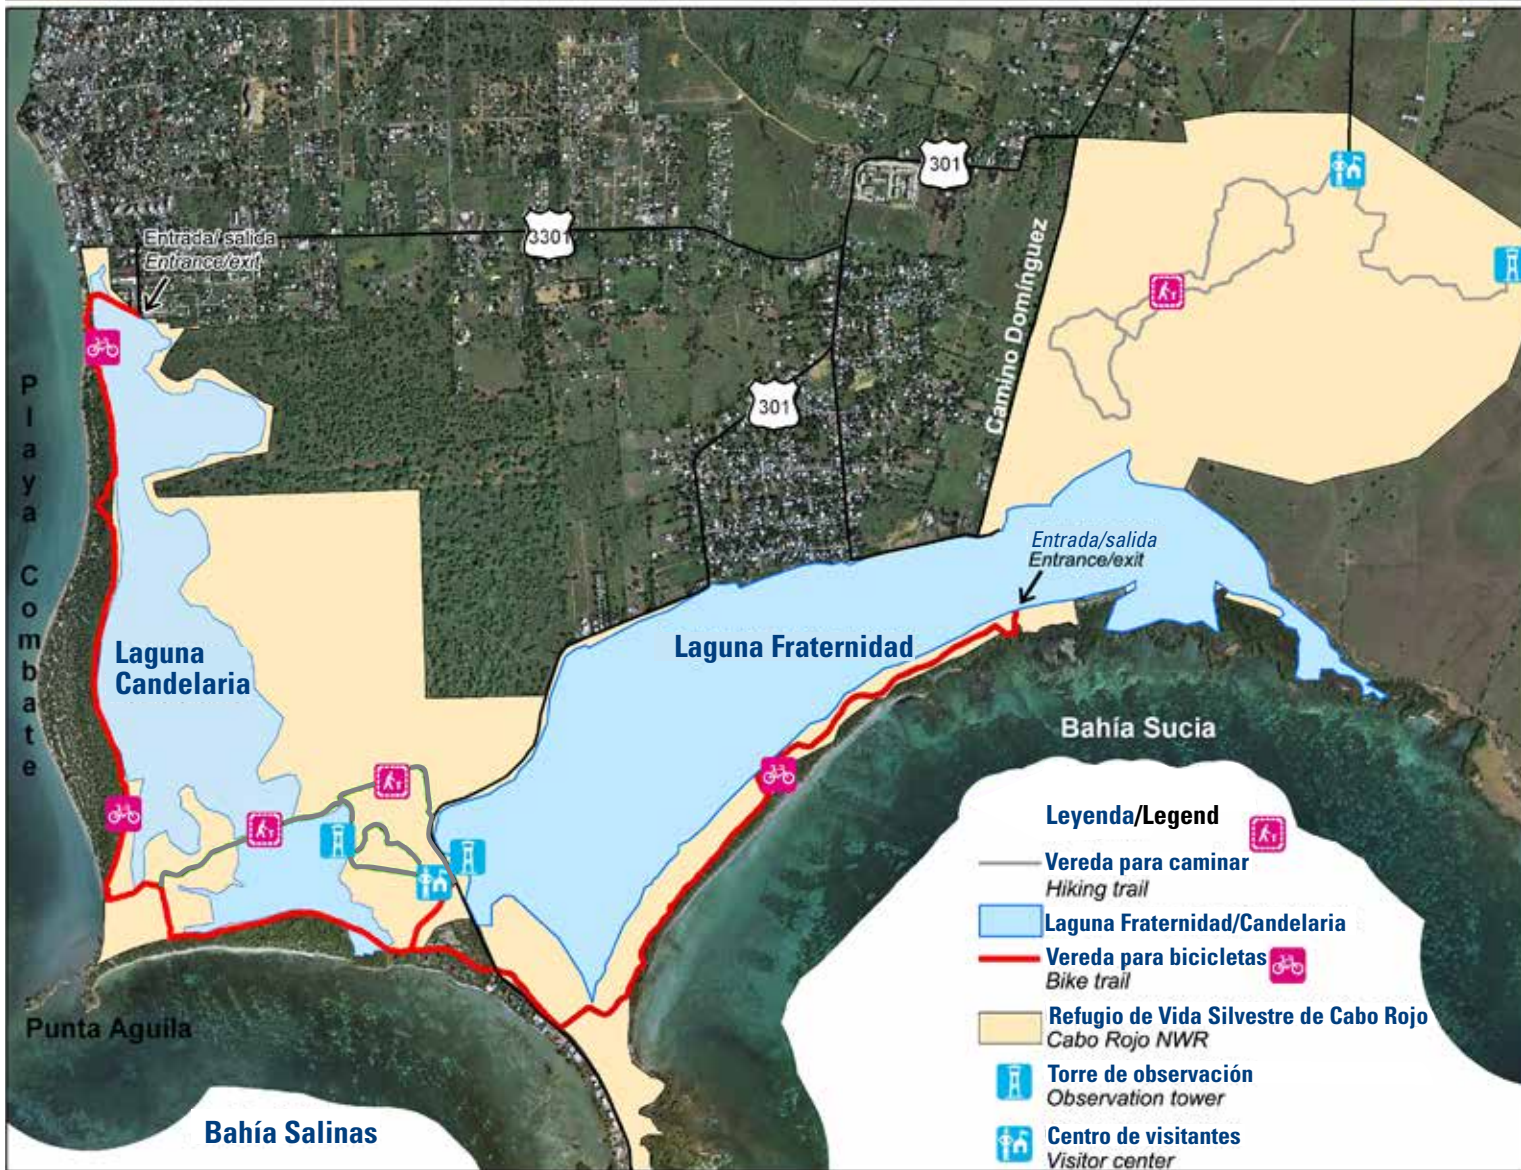 Entrada/ salida
Entrance/exit
3301
301
301
Camino Domínguez
Playa Combate
Entrada/salida
Entrance/exit
Laguna
Candelaria
Laguna Fraternidad
Bahía Sucia
Punta Aguila
Bahía Salinas
Leyenda/Legend
Vereda para caminar
Hiking trail
Laguna Fraternidad/Candelaria
Vereda para bicicletas
Bike trail
Refugio de Vida Silvestre de Cabo Rojo
Cabo Rojo NWR
Torre de observación
Observation tower
Centro de visitantes
Visitor center